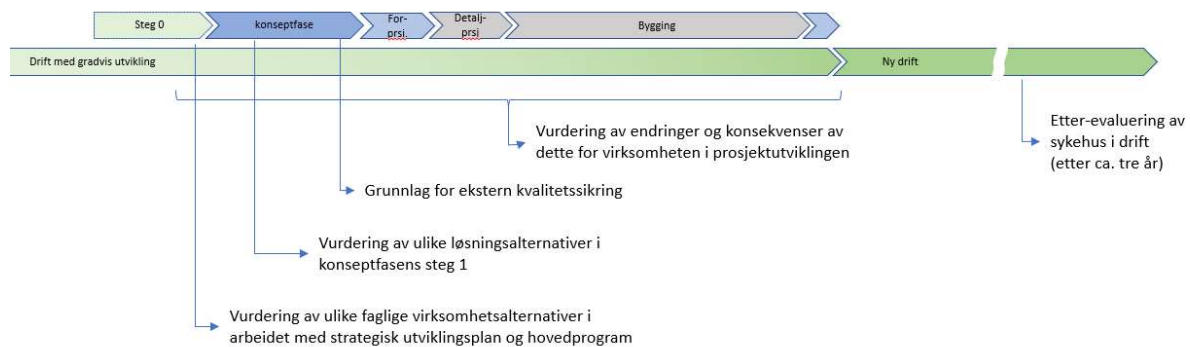 Steg 0
konseptfase
For-
prsj.
Detalj-
prsj
Bygging
Drift med gradvis utvikling
Ny drift
Vurdering av endringer og konsekvenser av
dette for virksomheten i prosjektutviklingen
Etter-evaluering av
sykehus i drift
(etter ca. tre år)
Grunnlag for ekstern kvalitetssikring
Vurdering av ulike løsningsalternativer i
konseptfasens steg 1
Vurdering av ulike faglige virksomhetsalternativer i
arbeidet med strategisk utviklingsplan og hovedprogram